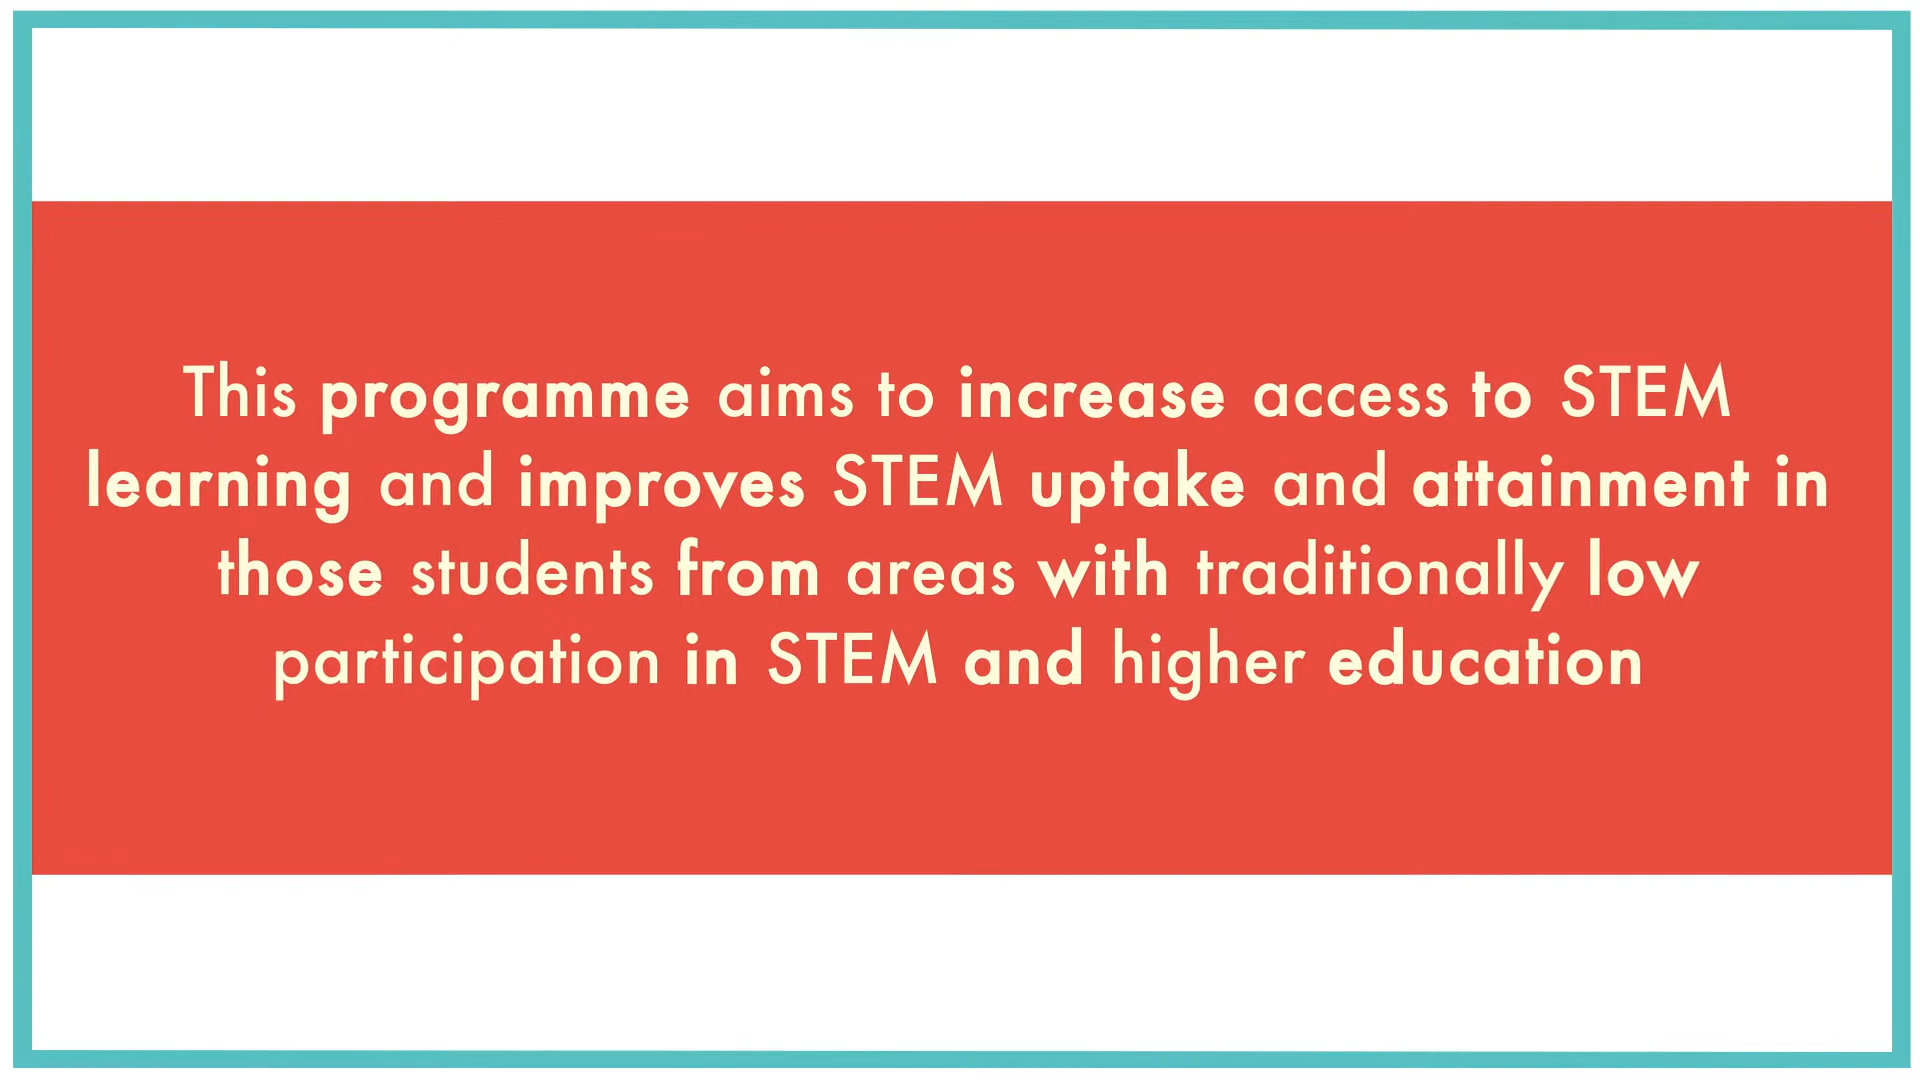 This programme aims to increase access to STEM
learning and improves STEM uptake and attainment in
those students from areas with traditionally low
participation in STEM and higher education